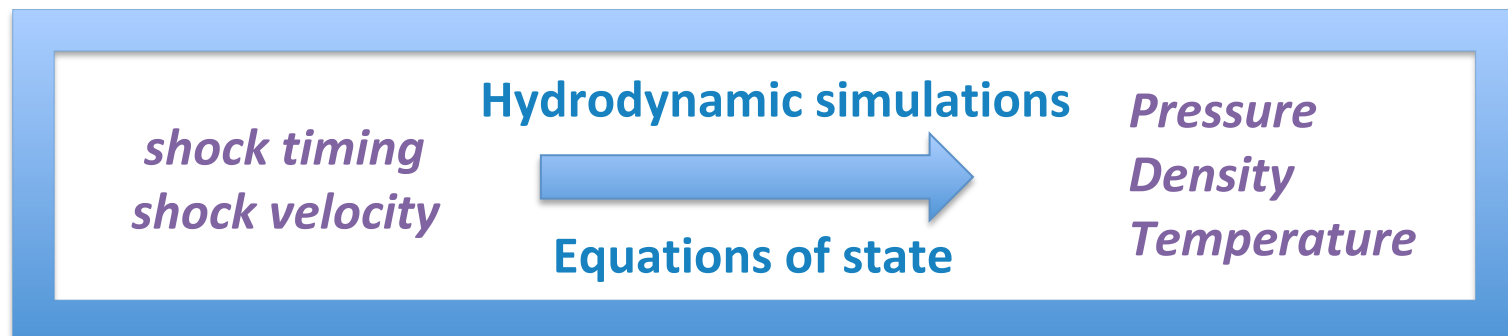 shock timing
shock velocity
Hydrodynamic simulations
Equations of state
Pressure
Density
Temperature